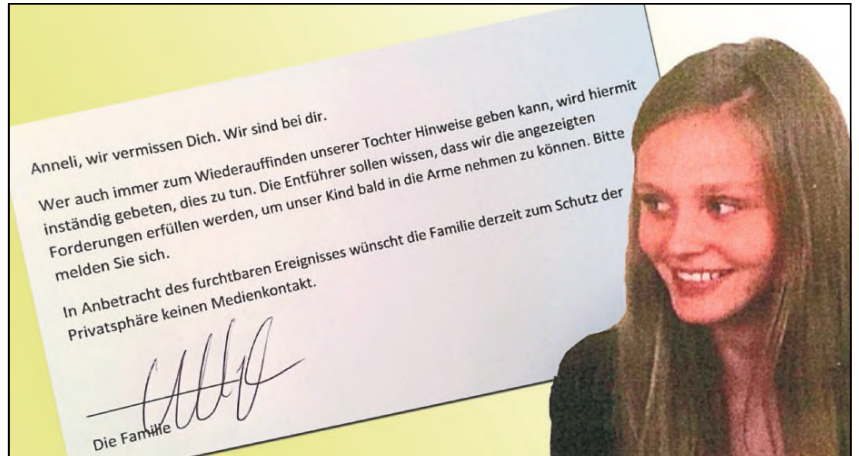 Anneli, wir vermissen Dich. Wir sind bei dir.
Wer auch immer zum Wiederauffinden unserer Tochter Hinweise geben kann, wird hiermit
inständig gebeten, dies zu tun. Die Entführer sollen wissen, dass wir die angezeigten
Forderungen erfüllen werden, um unser Kind bald in die Arme nehmen zu können. Bitte
melden Sie sich.
In Anbetracht des furchtbaren Ereignisses wünscht die Familie derzeit zum Schutz der
Privatsphäre keinen Medienkontakt.
Die Familie